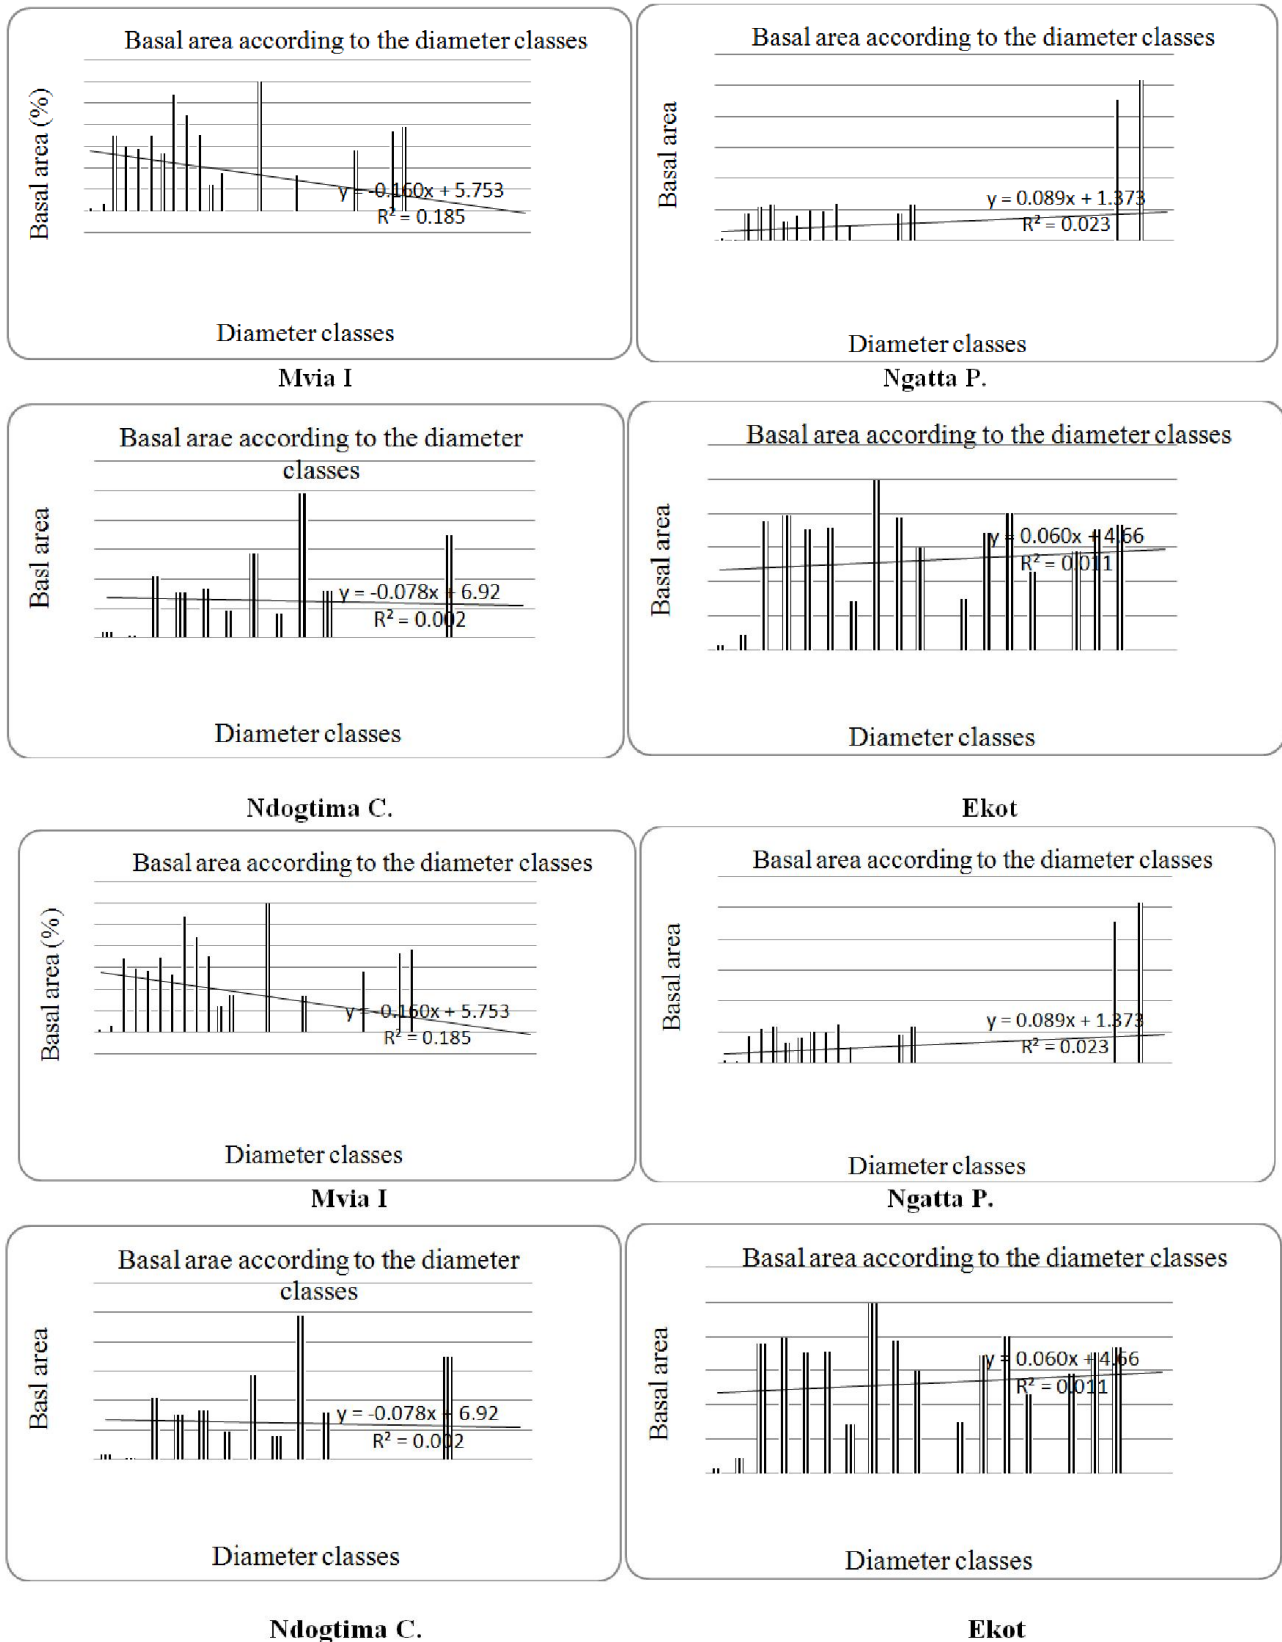 Basal area according to the diameter classes
Basal area (%)
y = -0.160x + 5.753
R² = 0.185
Diameter classes
Mvia I
Basal area according to the diameter classes
Basal area
y = 0.089x + 1.373
R² = 0.023
Diameter classes
Ngatta P.
Basal arae according to the diameter
classes
Basl area
y = -0.078x + 6.92
R² = 0.002
Diameter classes
Ndogtima C.
Basal area according to the diameter classes
Basal area
y = 0.060x + 4.66
R² = 0.011
Diameter classes
Ekot
Basal area according to the diameter classes
Basal area (%)
y = -0.160x + 5.753
R² = 0.185
Diameter classes
Mvia I
Basal area according to the diameter classes
Basal area
y = 0.089x + 1.373
R² = 0.023
Diameter classes
Ngatta P.
Basal arae according to the diameter
classes
Basl area
y = -0.078x + 6.92
R² = 0.002
Diameter classes
Ndogtima C.
Basal area according to the diameter classes
Basal area
y = 0.060x + 4.66
R² = 0.011
Diameter classes
Ekot